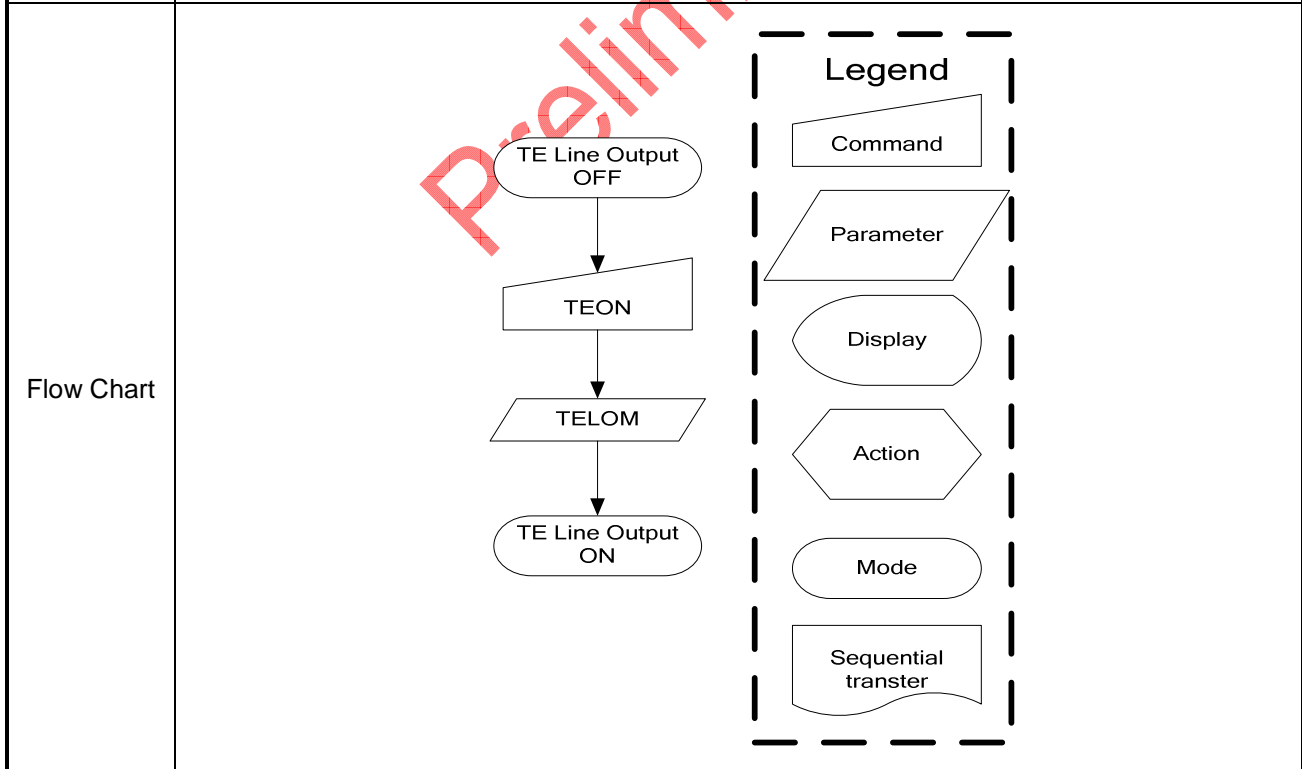 Flow Chart
TE Line Output
OFF
TEON
TELOM
TE Line Output
ON
Legend
Command
Parameter
Display
Action
Mode
Sequential
transter